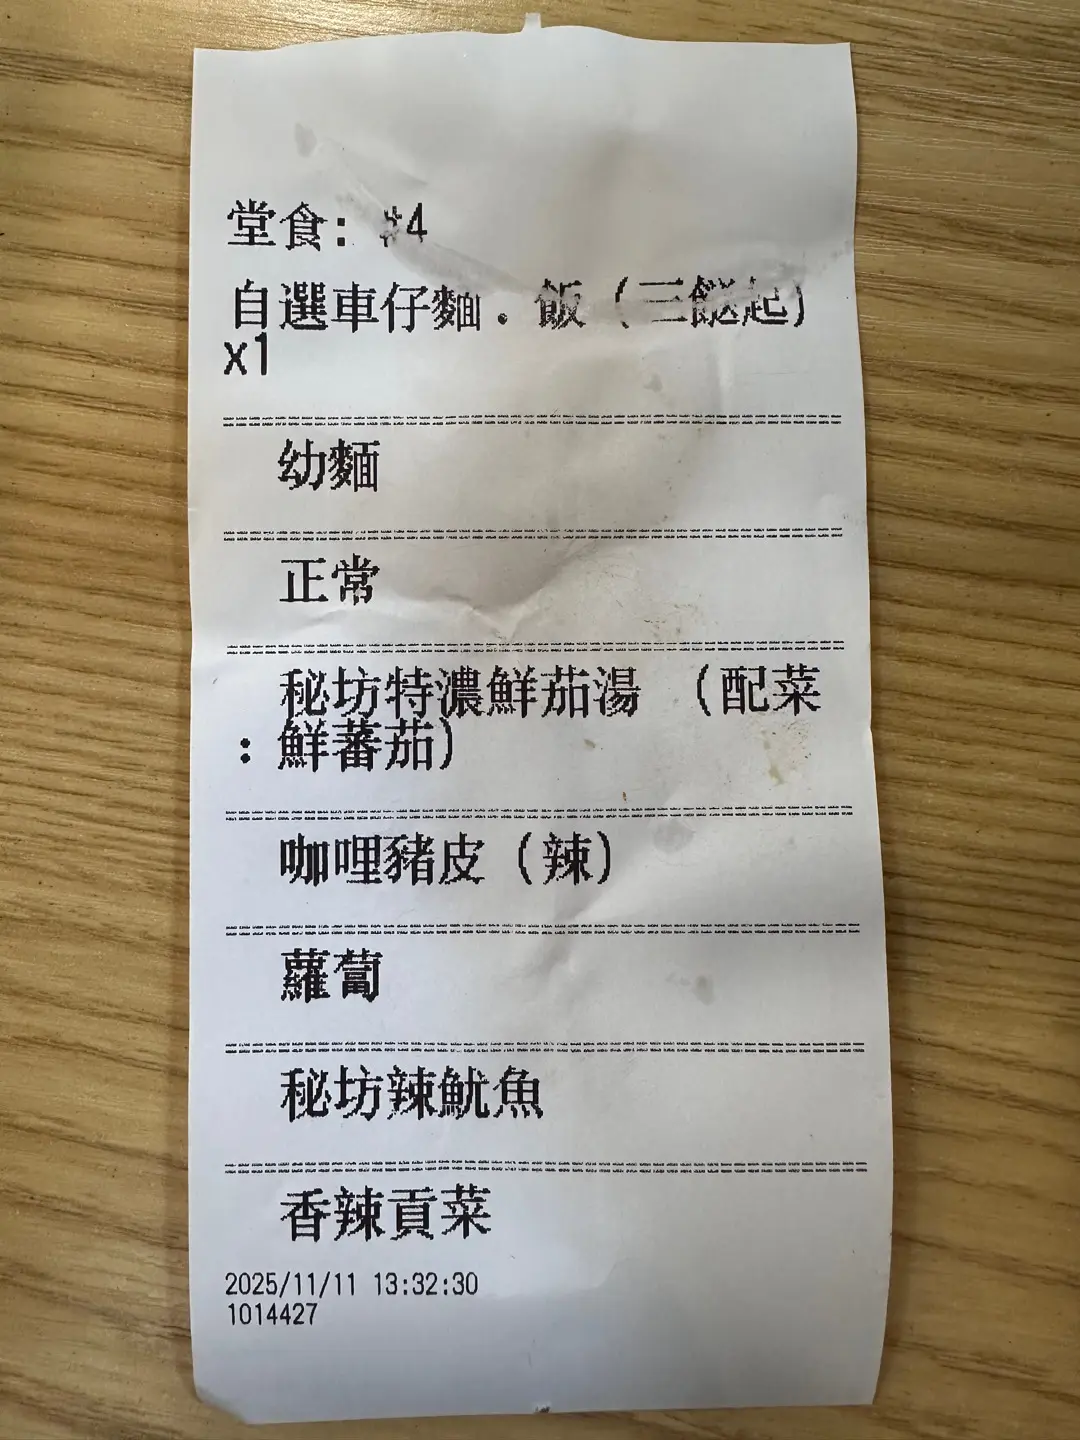 堂食: #4
自選車仔麵．飯（三餸起）
x1
幼麵
正常
秘坊特濃鮮茄湯 （配菜
：鮮蕃茄）
咖哩豬皮（辣）
蘿蔔
秘坊辣魷魚
香辣貢菜
2025/11/11 13:32:30
1014427